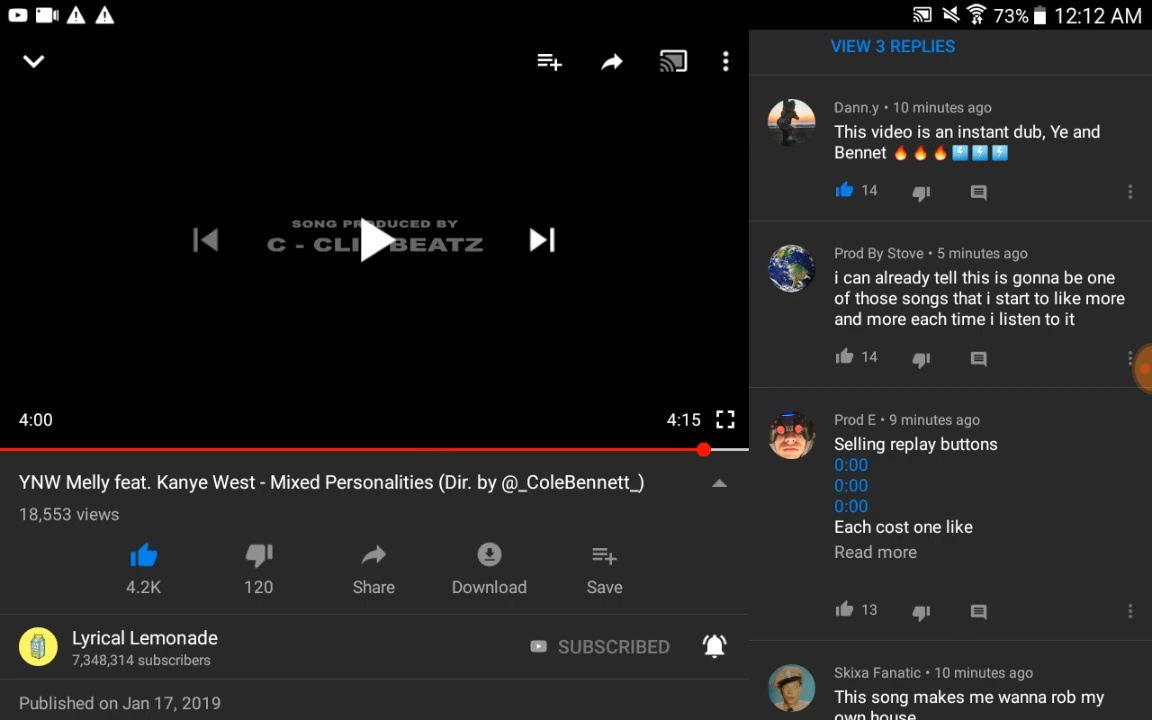 73% 12:12 AM
SONG PRODUCED BY
4:00
4:15
YNW Melly feat. Kanye West - Mixed Personalities (Dir. by @_ColeBennett_)
18,553 views
4.2K
120
Share
Download
Save
Lyrical Lemonade
7,348,314 subscribers
SUBSCRIBED
Published on Jan 17, 2019
VIEW 3 REPLIES
Dann.y • 10 minutes ago
This video is an instant dub, Ye and
Bennet 🔥🔥🔥⚡⚡⚡
14
Prod By Stove • 5 minutes ago
i can already tell this is gonna be one
of those songs that i start to like more
and more each time i listen to it
14
Prod E • 9 minutes ago
Selling replay buttons
0:00
0:00
0:00
Each cost one like
Read more
13
Skixa Fanatic • 10 minutes ago
This song makes me wanna rob my
own house